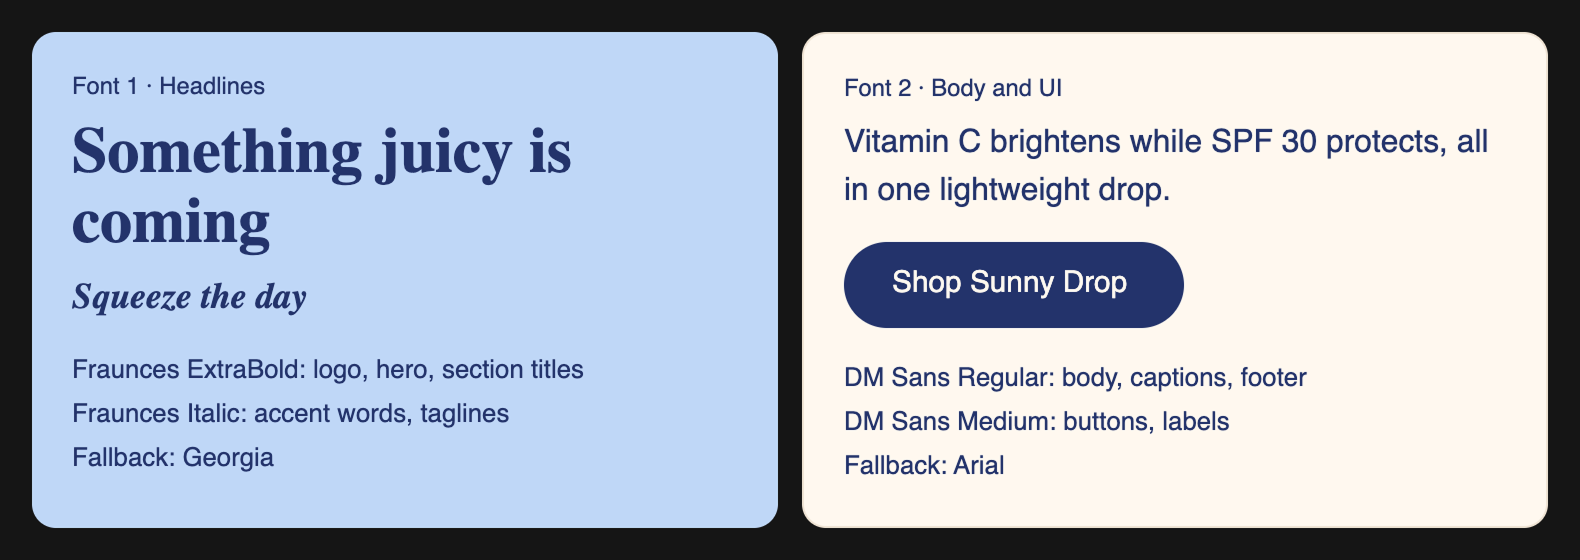 Font 1 · Headlines
Something juicy is
coming
Squeeze the day
Fraunces ExtraBold: logo, hero, section titles
Fraunces Italic: accent words, taglines
Fallback: Georgia
Font 2 · Body and UI
Vitamin C brightens while SPF 30 protects, all
in one lightweight drop.
Shop Sunny Drop
DM Sans Regular: body, captions, footer
DM Sans Medium: buttons, labels
Fallback: Arial